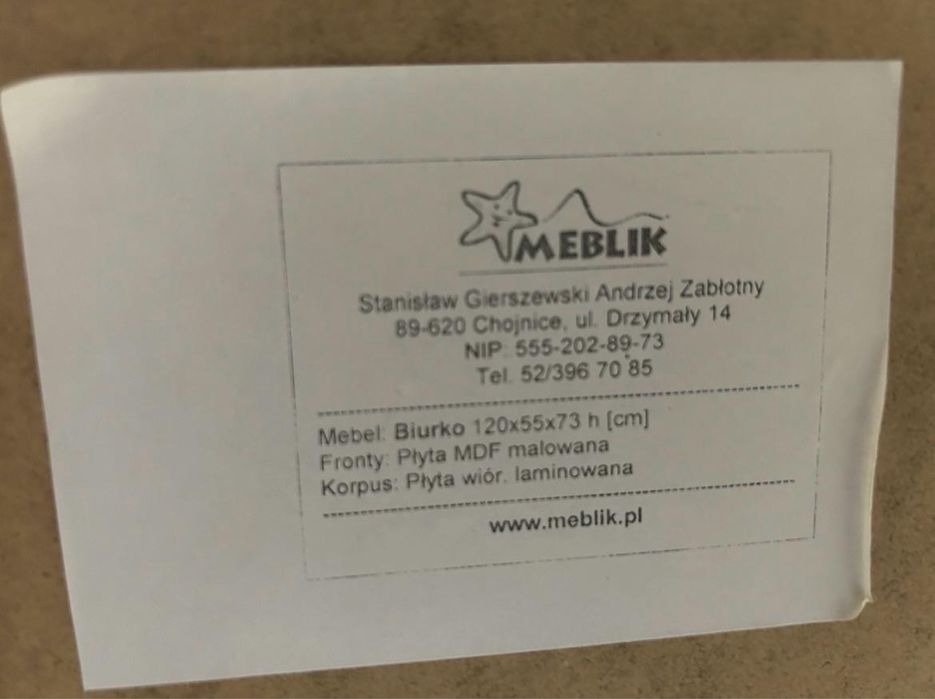 MEBLIK
Stanisław Gierszewski Andrzej Zabłotny
89-620 Chojnice, ul. Drzymały 14
NIP: 555-202-89-73
Tel. 52/396 70 85
Mebel: Biurko 120x55x73 h [cm]
Fronty: Płyta MDF malowana
Korpus: Płyta wiór. laminowana
www.meblik.pl